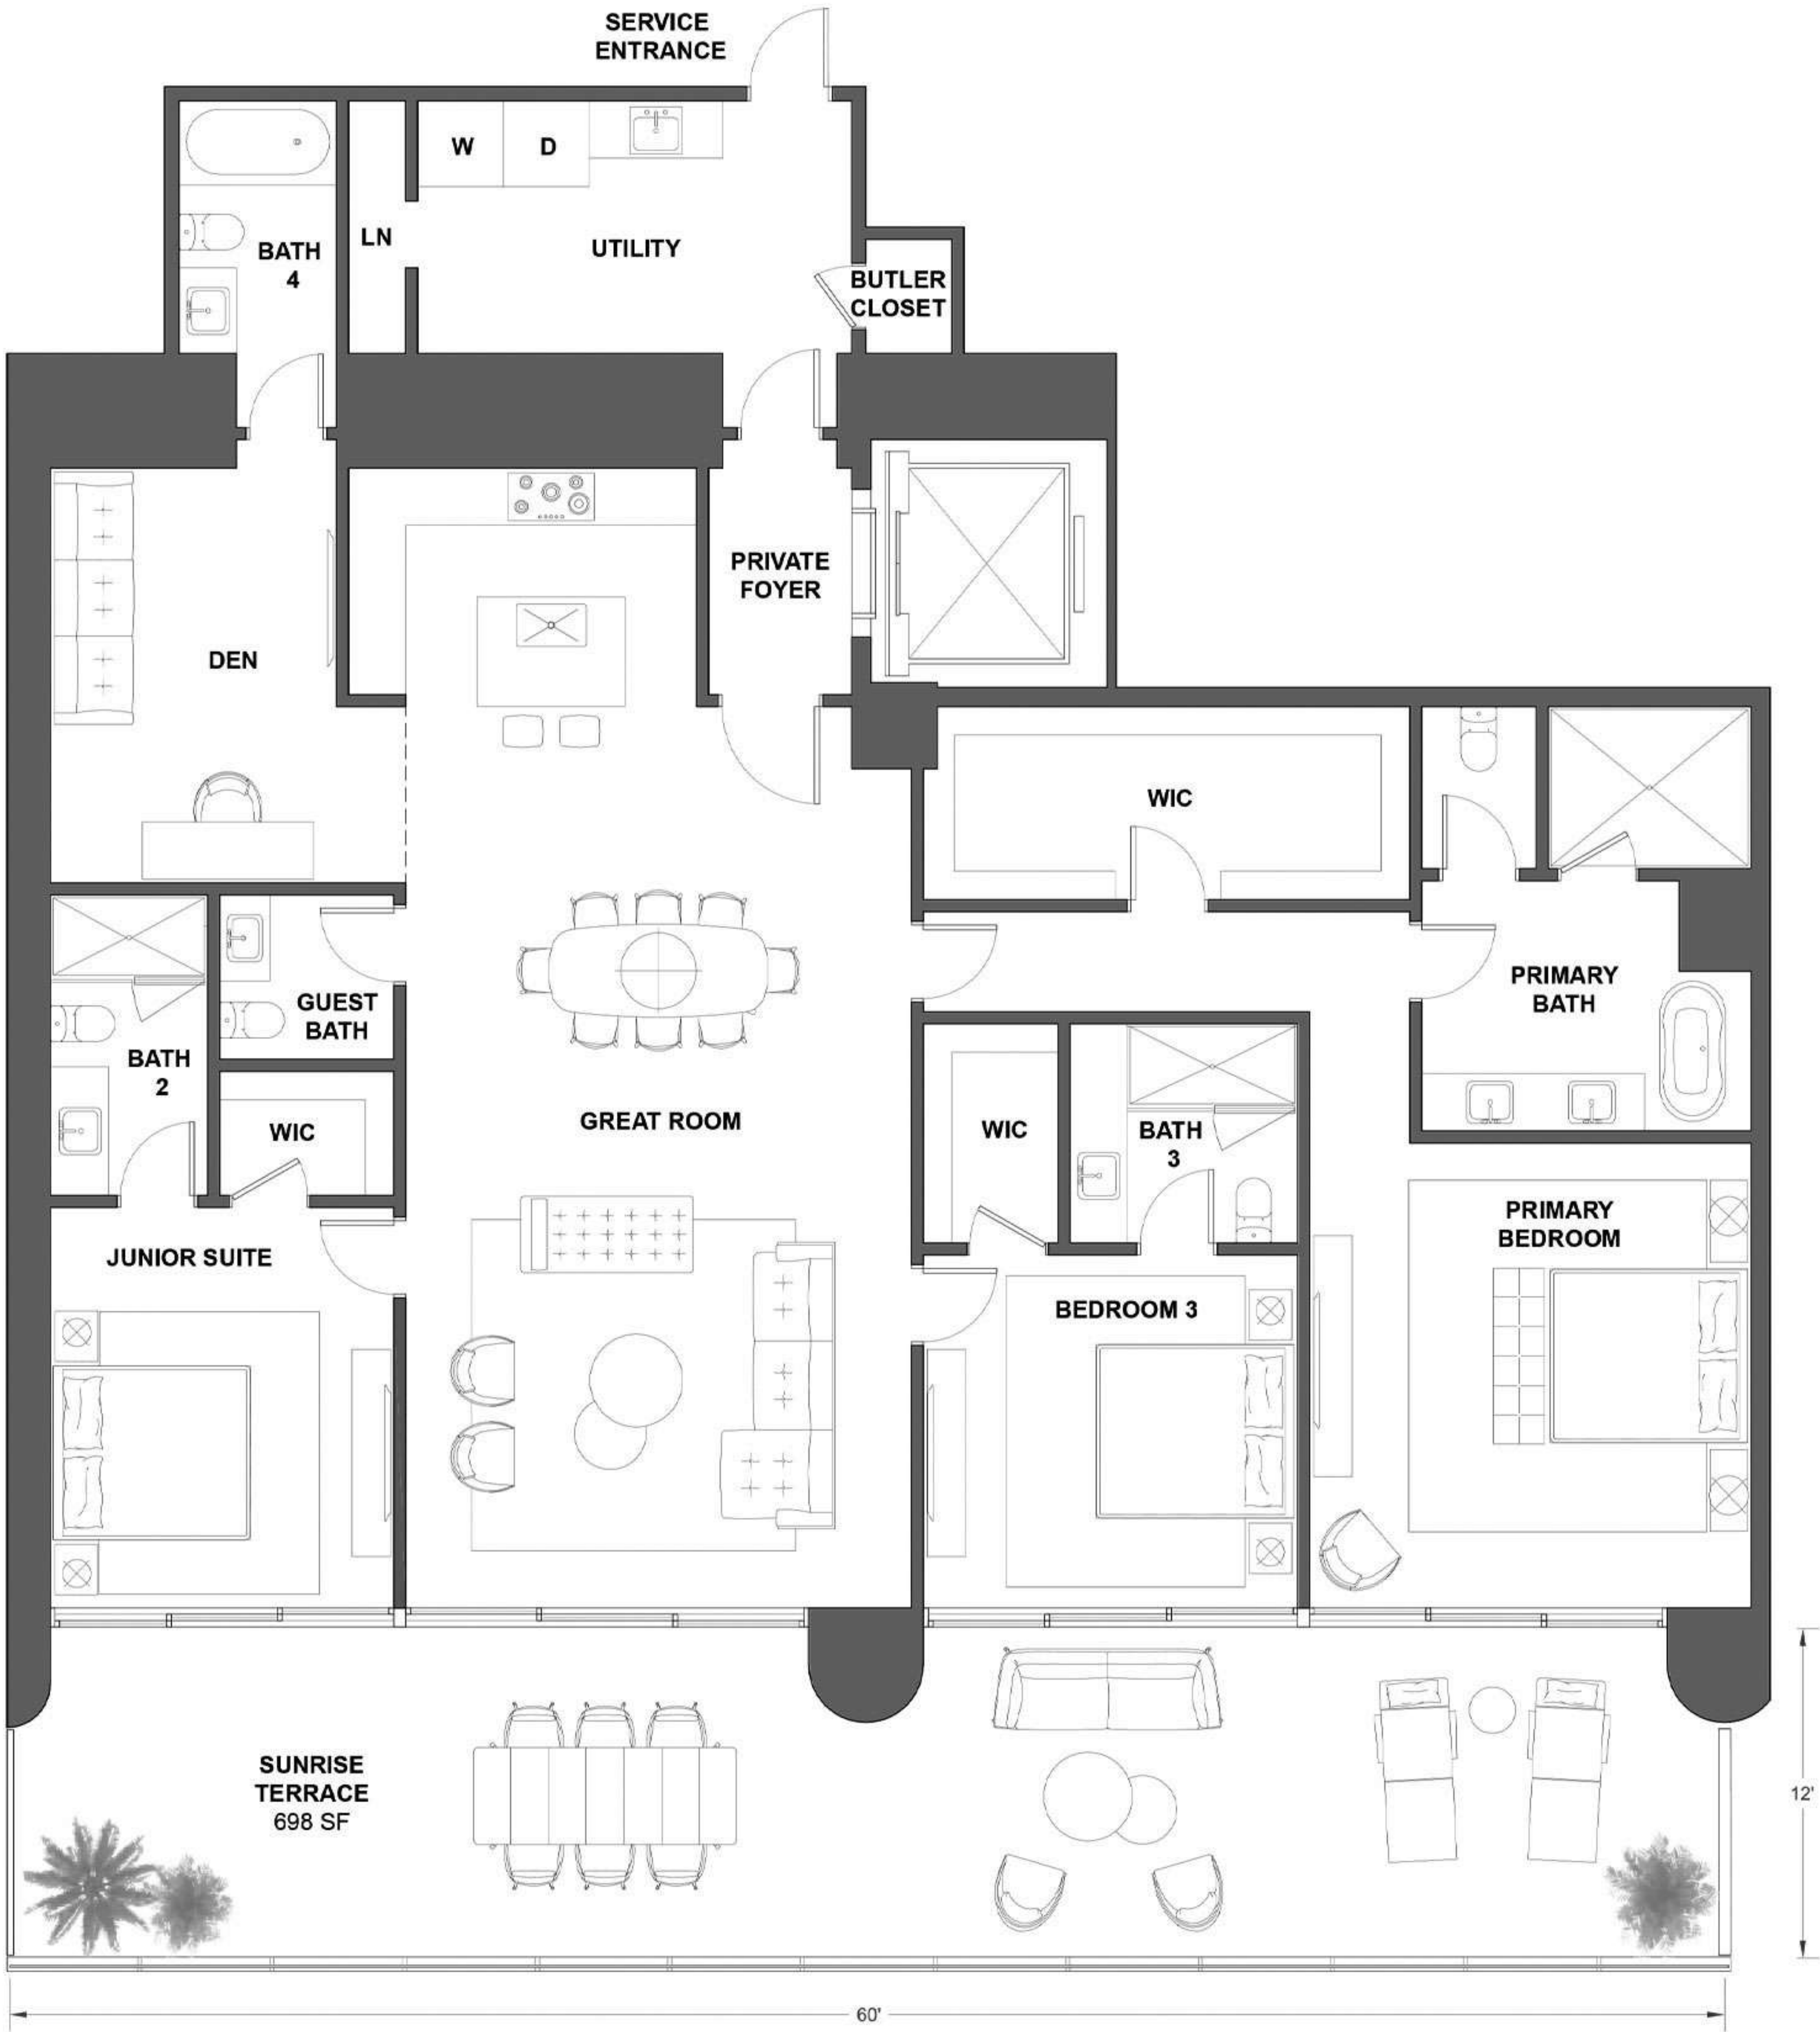 SERVICE
ENTRANCE
W
D
LN
UTILITY
BATH
4
BUTLER
CLOSET
PRIVATE
FOYER
DEN
WIC
PRIMARY
BATH
GUEST
BATH
BATH
2
WIC
GREAT ROOM
WIC
BATH
3
JUNIOR SUITE
PRIMARY
BEDROOM
BEDROOM 3
SUNRISE
TERRACE
698 SF
12'
60'